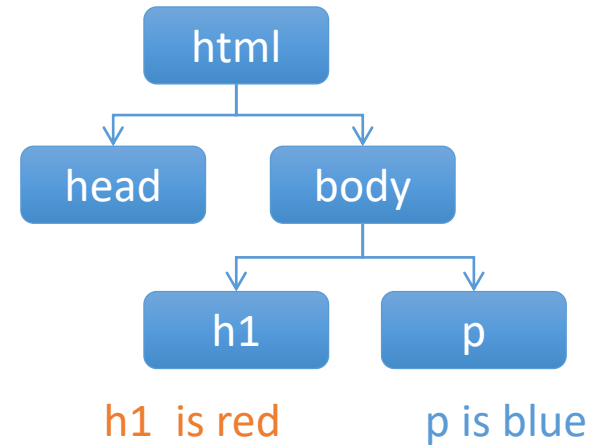 html
head body
h1 p
h1 is red p is blue